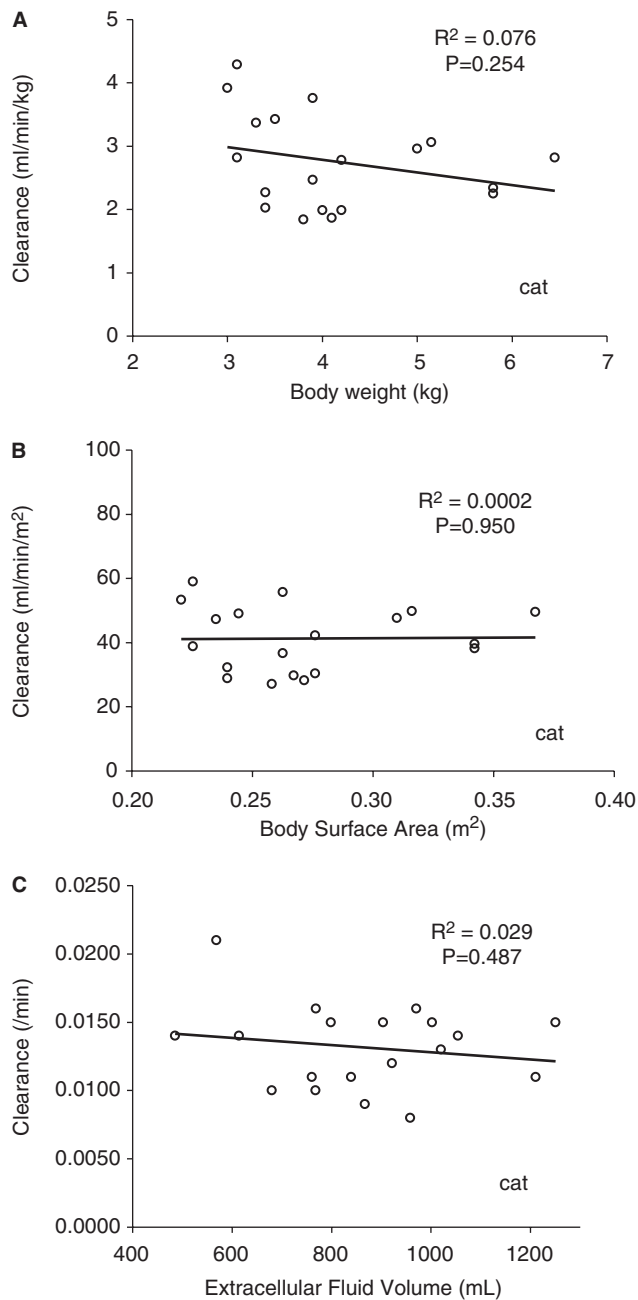 A
Clearance (ml/min/kg)
5
4
3
2
1
0
R² = 0.076
P=0.254
cat
2 3 4 5 6 7
Body weight (kg)
B
Clearance (ml/min/m²)
100
80
60
40
20
0
R² = 0.0002
P=0.950
cat
0.20 0.25 0.30 0.35 0.40
Body Surface Area (m²)
C
Clearance (/min)
0.0250
0.0200
0.0150
0.0100
0.0050
0.0000
R² = 0.029
P=0.487
cat
400 600 800 1000 1200
Extracellular Fluid Volume (mL)